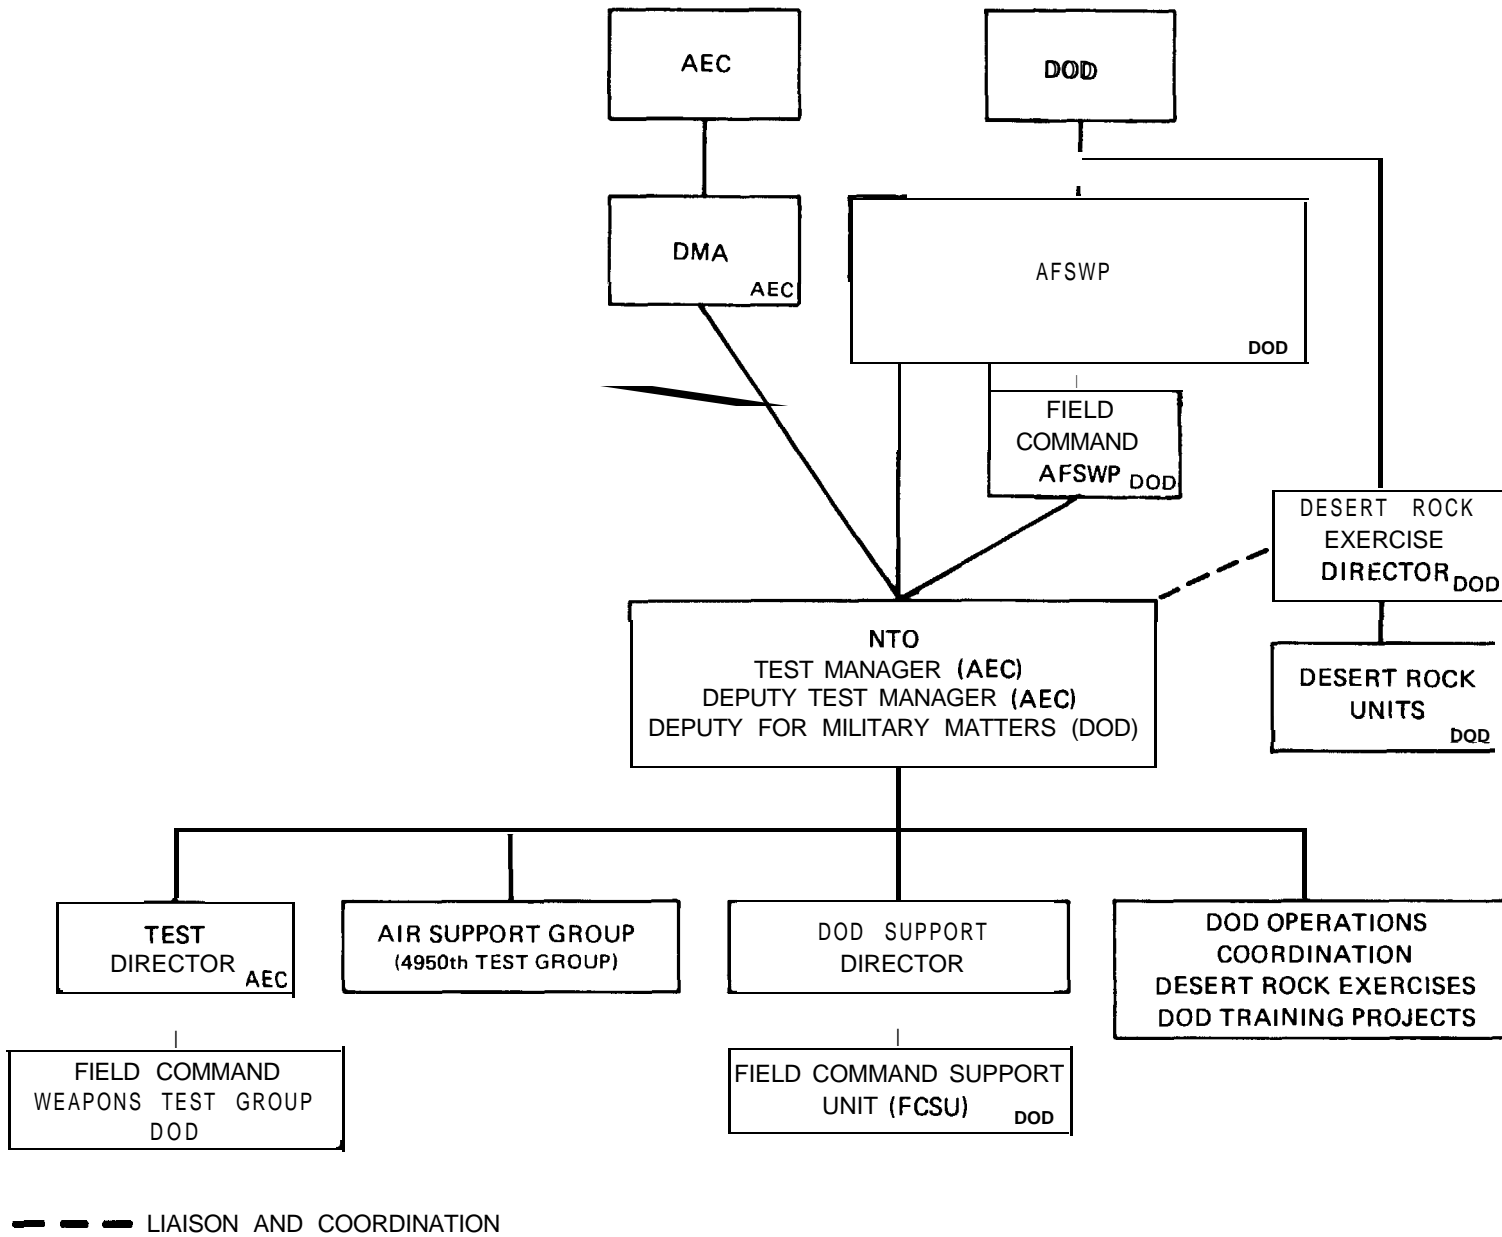 AEC
DOD
DMA
AEC
AFSWP
DOD
FIELD
COMMAND
AFSWP DOD
DESERT ROCK
EXERCISE
DIRECTOR DOD
NTO
TEST MANAGER (AEC)
DEPUTY TEST MANAGER (AEC)
DEPUTY FOR MILITARY MATTERS (DOD)
DESERT ROCK
UNITS
DOD
TEST
DIRECTOR AEC
AIR SUPPORT GROUP
(4950th TEST GROUP)
DOD SUPPORT
DIRECTOR
DOD OPERATIONS
COORDINATION
DESERT ROCK EXERCISES
DOD TRAINING PROJECTS
FIELD COMMAND
WEAPONS TEST GROUP
DOD
FIELD COMMAND SUPPORT
UNIT (FCSU) DOD
LIAISON AND COORDINATION